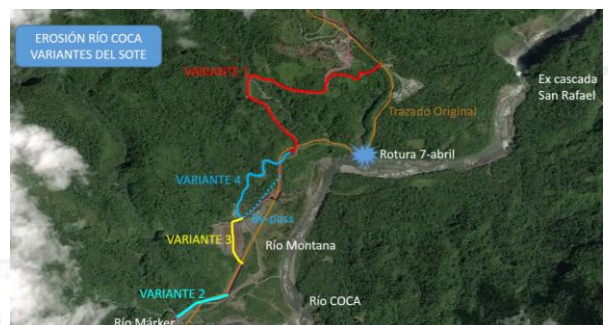 EROSIÓN RÍO COCA
VARIANTES DEL SOTE
VARIANTE 1
Ex cascada
San Rafael
Trazado Original
Rotura 7-abril
VARIANTE 4
By-pass
VARIANTE 3
Río Montana
VARIANTE 2
Río COCA
Río Márker